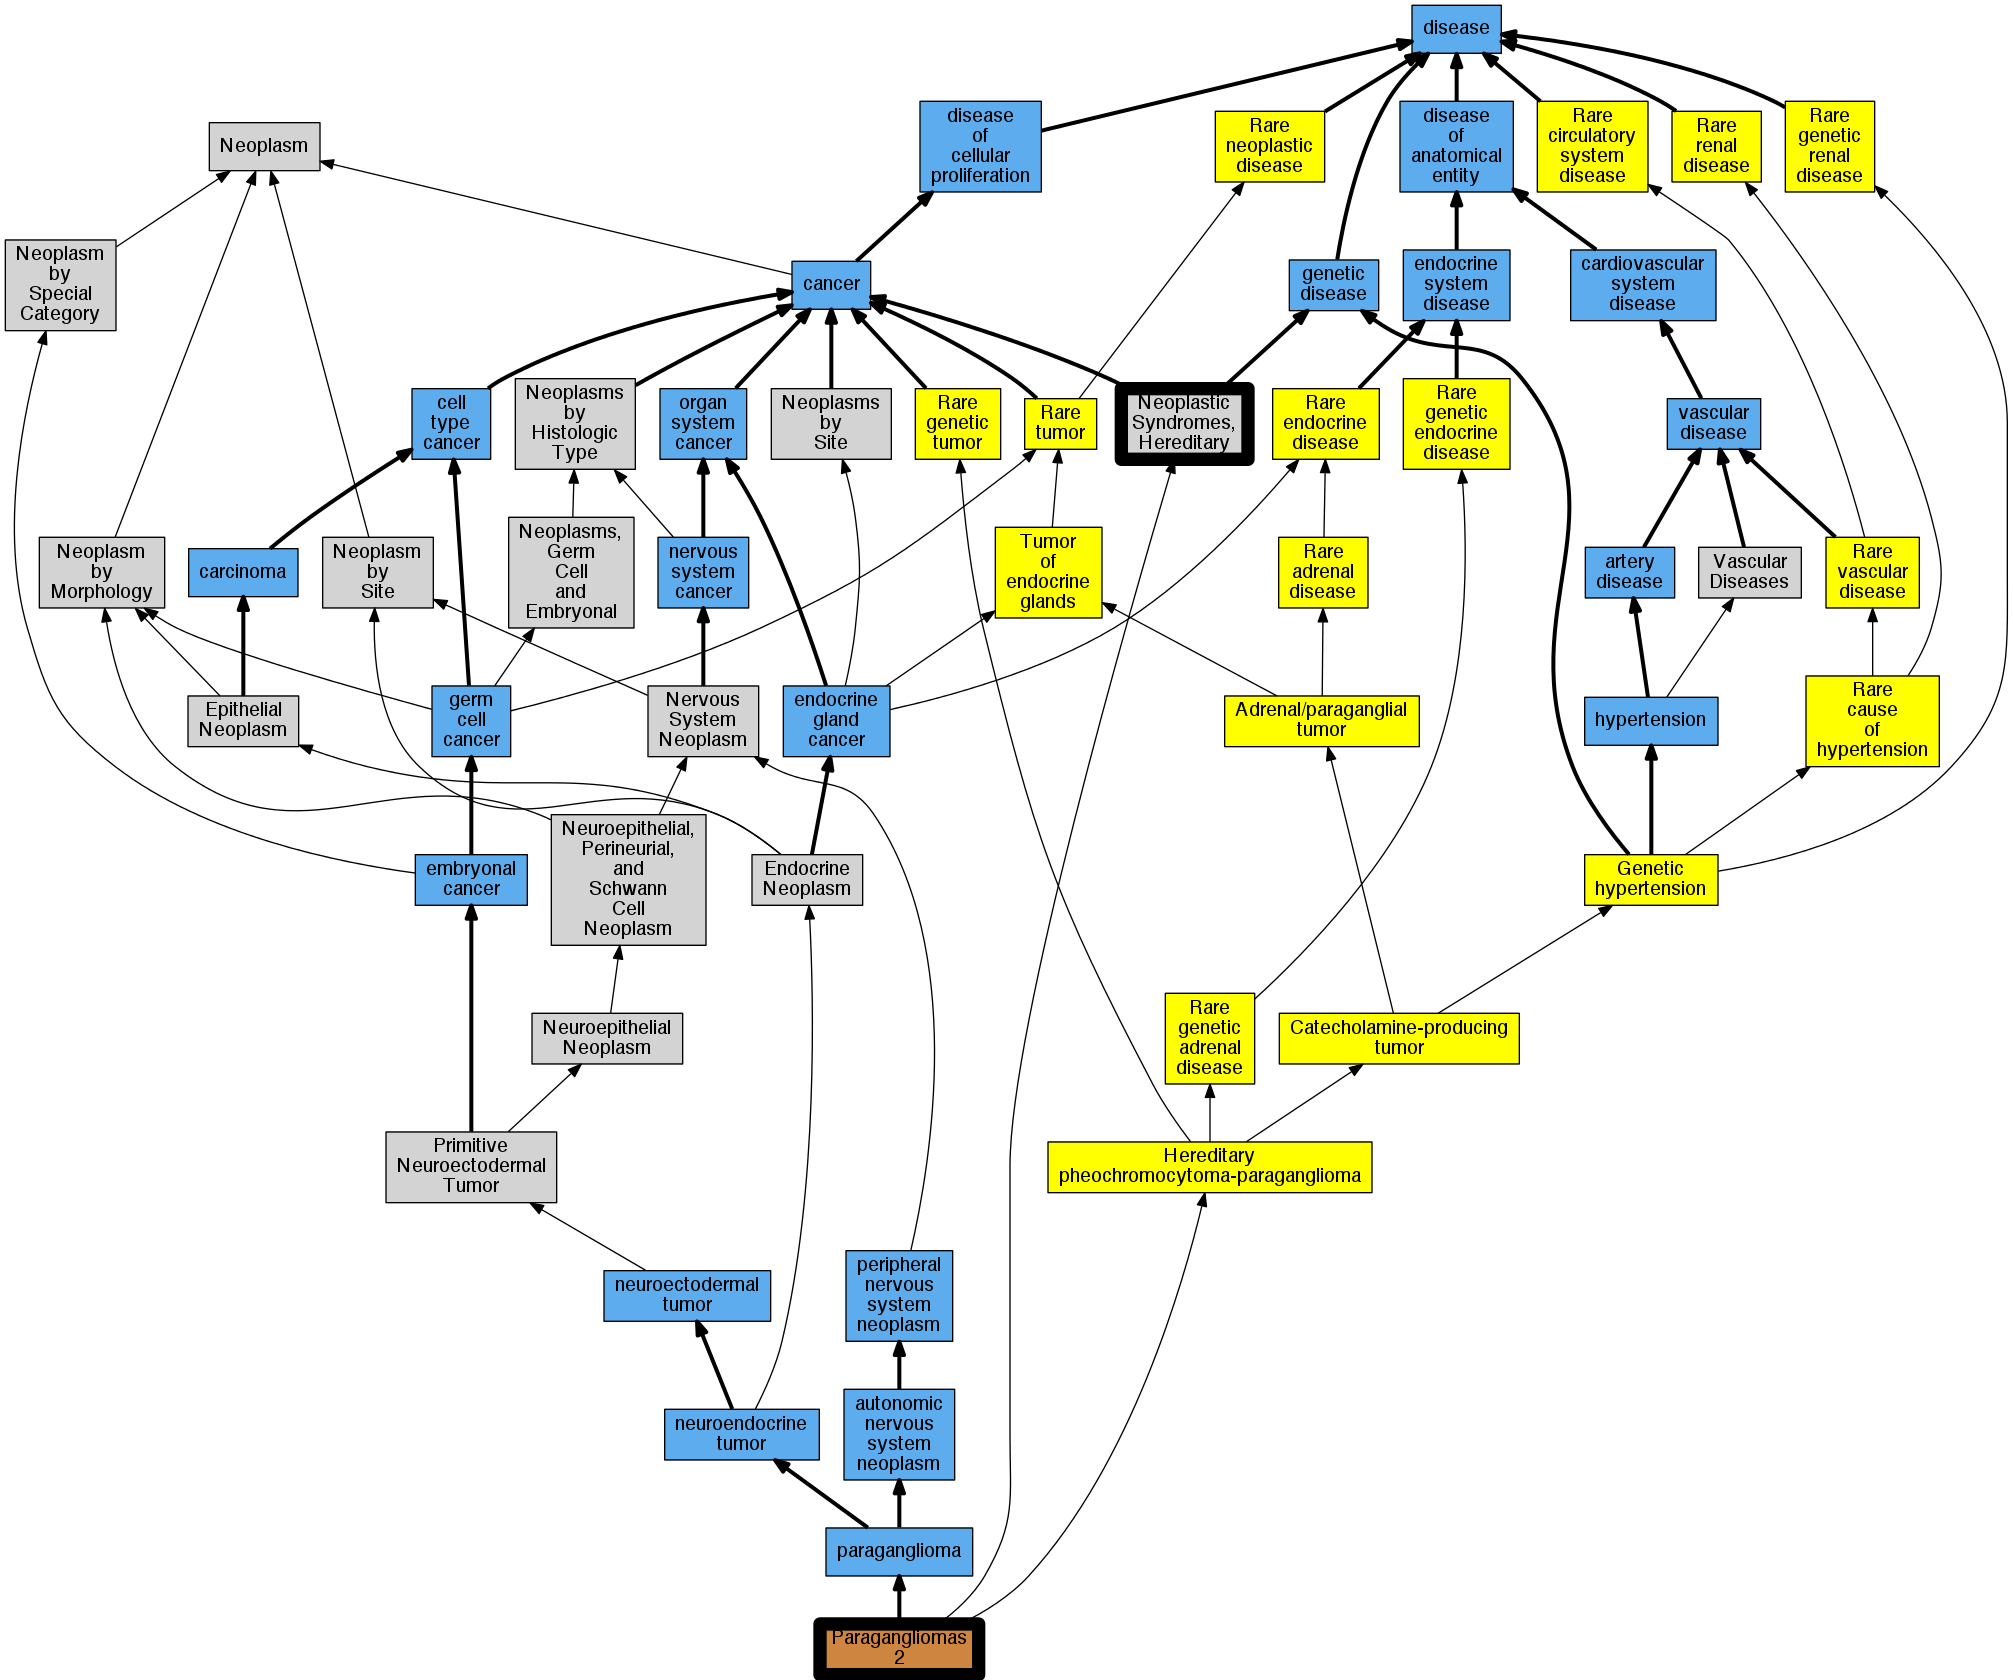 disease
disease
of
cellular
proliferation
Rare
neoplastic
disease
disease
of
anatomical
entity
Rare
circulatory
system
disease
Rare
renal
disease
Rare
genetic
renal
disease
Neoplasm
Neoplasm
by
Special
Category
cancer
genetic
disease
endocrine
system
disease
cardiovascular
system
disease
cell
type
cancer
Neoplasms
by
Histologic
Type
organ
system
cancer
Neoplasms
by
Site
Rare
genetic
tumor
Rare
tumor
Neoplastic
Syndromes,
Hereditary
Rare
endocrine
disease
Rare
genetic
endocrine
disease
vascular
disease
Neoplasm
by
Morphology
carcinoma
Neoplasm
by
Site
Neoplasms,
Germ
Cell
and
Embryonal
nervous
system
cancer
Tumor
of
endocrine
glands
Rare
adrenal
disease
artery
disease
Vascular
Diseases
Rare
vascular
disease
Epithelial
Neoplasm
germ
cell
cancer
Nervous
System
Neoplasm
endocrine
gland
cancer
Adrenal/paraganglial
tumor
hypertension
Rare
cause
of
hypertension
embryonal
cancer
Neuroepithelial,
Perineurial,
and
Schwann
Cell
Neoplasm
Endocrine
Neoplasm
Genetic
hypertension
Neuroepithelial
Neoplasm
Rare
genetic
adrenal
disease
Catecholamine-producing
tumor
Primitive
Neuroectodermal
Tumor
Hereditary
pheochromocytoma-paraganglioma
neuroectodermal
tumor
peripheral
nervous
system
neoplasm
neuroendocrine
tumor
autonomic
nervous
system
neoplasm
paraganglioma
Paragangliomas
2